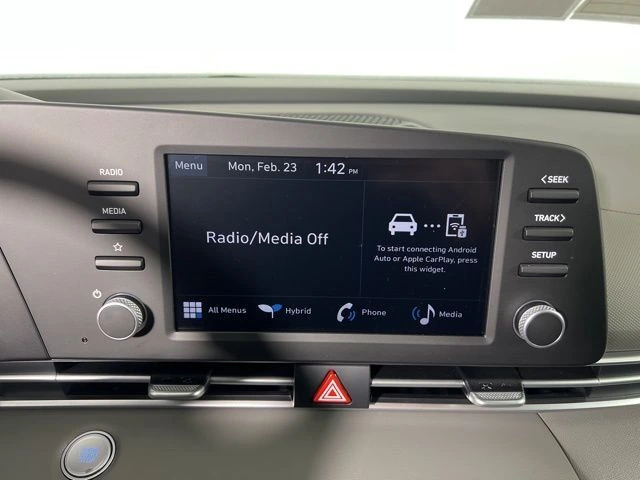 Menu Mon, Feb. 23 1:42 PM
RADIO
MEDIA
Radio/Media Off
To start connecting Android
Auto or Apple CarPlay, press
this widget.
All Menus Hybrid Phone Media
<SEEK
TRACK>
SETUP